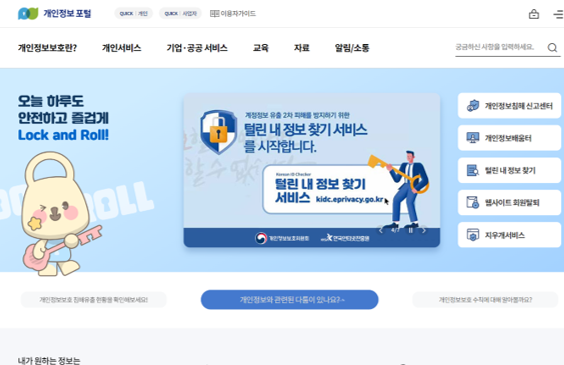 개인정보 포털
QUICK 개인
QUICK 사업자
이용자가이드
개인정보보호란?
개인서비스
기업·공공 서비스
교육
자료
알림/소통
궁금하신 사항을 입력하세요.
오늘 하루도
안전하고 즐겁게
Lock and Roll!
계정정보 유출 2차 피해를 방지하기 위한
털린 내 정보 찾기 서비스
를 시작합니다.
털린 내 정보 찾기
서비스 kidc.eprivacy.go.kr
개인정보보호위원회
한국인터넷진흥원
4/7
개인정보침해 신고센터
개인정보배움터
털린 내 정보 찾기
웹사이트 회원탈퇴
지우개서비스
개인정보보호 침해유출 현황을 확인해보세요!
개인정보와 관련된 다툼이 있나요?~
개인정보보호 수칙에 대해 알아볼까요?
내가 원하는 정보는